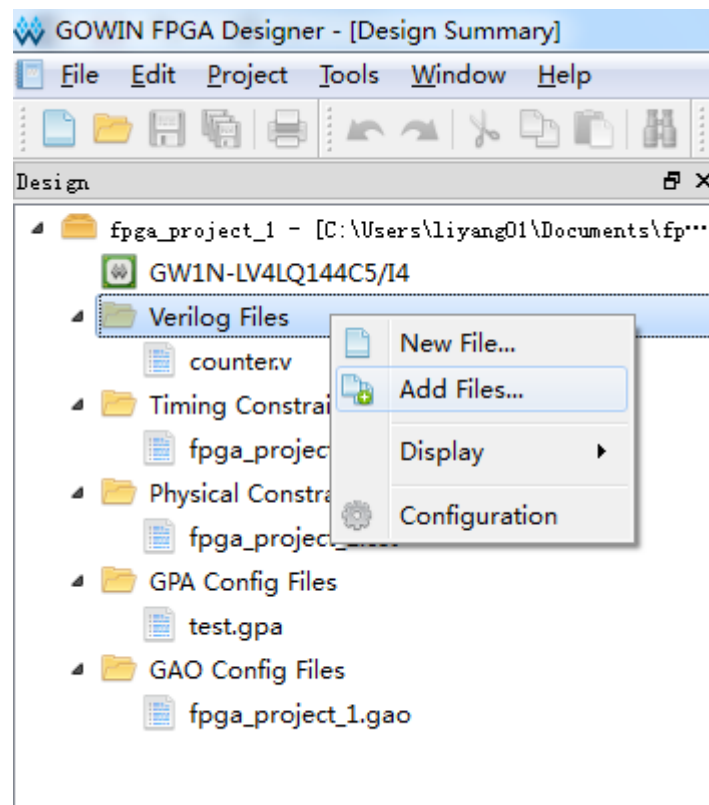 GOWIN FPGA Designer - [Design Summary]
File Edit Project Tools Window Help
Design
fpga_project_1 - [C:\Users\liyang01\Documents\fp...
GW1N-LV4LQ144C5/I4
Verilog Files
New File...
counter.v
Add Files...
Timing Constrai
fpga_projec
Display
Physical Constra
Configuration
fpga_project_
GPA Config Files
test.gpa
GAO Config Files
fpga_project_1.gao